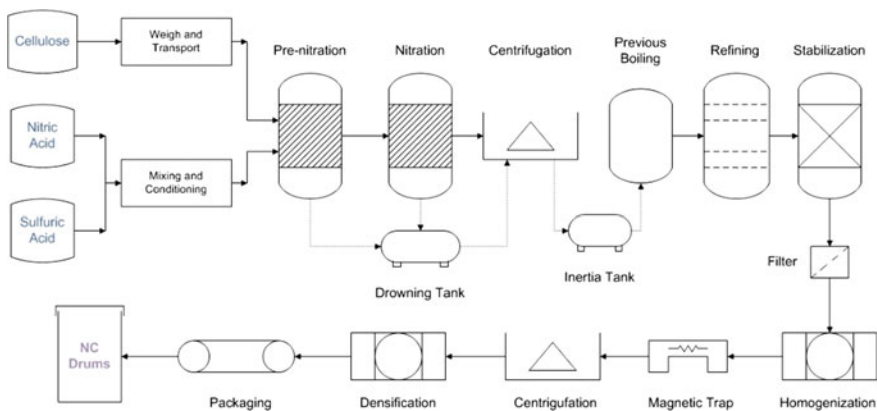 Cellulose
Weigh and
Transport
Pre-nitration
Nitration
Centrifugation
Previous
Boiling
Refining
Stabilization
Nitric
Acid
Mixing and
Conditioning
Sulfuric
Acid
Drowning Tank
Inertia Tank
Filter
NC
Drums
Packaging
Densification
Centrigufation
Magnetic Trap
Homogenization